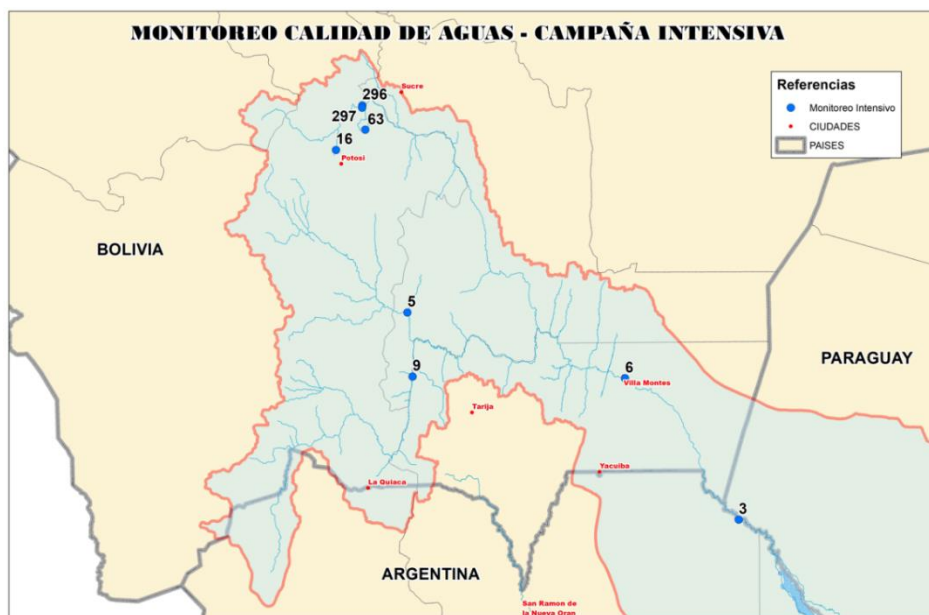 MONITOREO CALIDAD DE AGUAS - CAMPAÑA INTENSIVA
Referencias
Monitoreo Intensivo
CIUDADES
PAISES
Sucre
296
297
63
16
Potosi
BOLIVIA
5
PARAGUAY
9
6
Villa Montes
Tarija
Yacuiba
La Quiaca
3
ARGENTINA
San Ramon de
la Nueva Oran